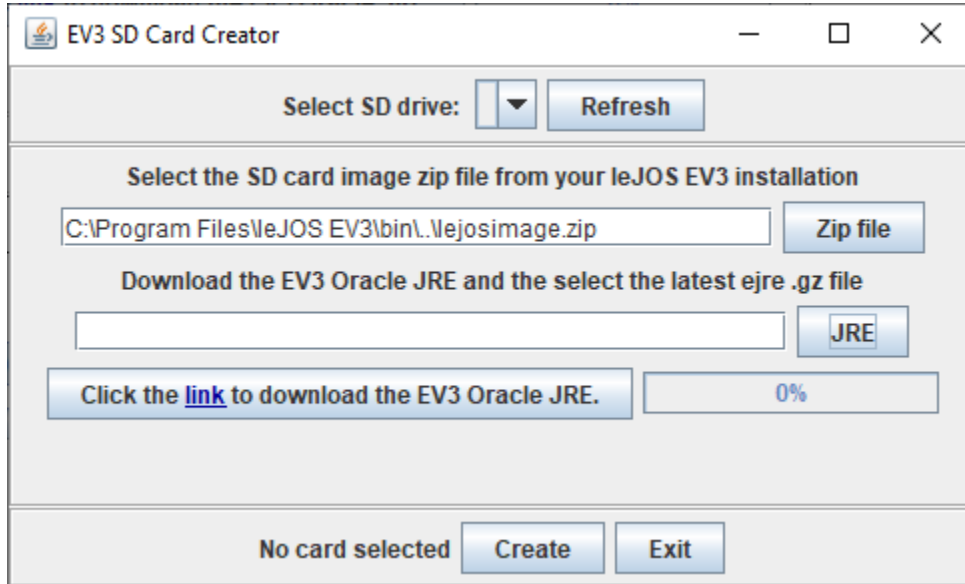 EV3 SD Card Creator
Select SD drive: Refresh
Select the SD card image zip file from your leJOS EV3 installation
C:\Program Files\leJOS EV3\bin\..\lejosimage.zip Zip file
Download the EV3 Oracle JRE and the select the latest ejre .gz file
JRE
Click the link to download the EV3 Oracle JRE. 0%
No card selected Create Exit